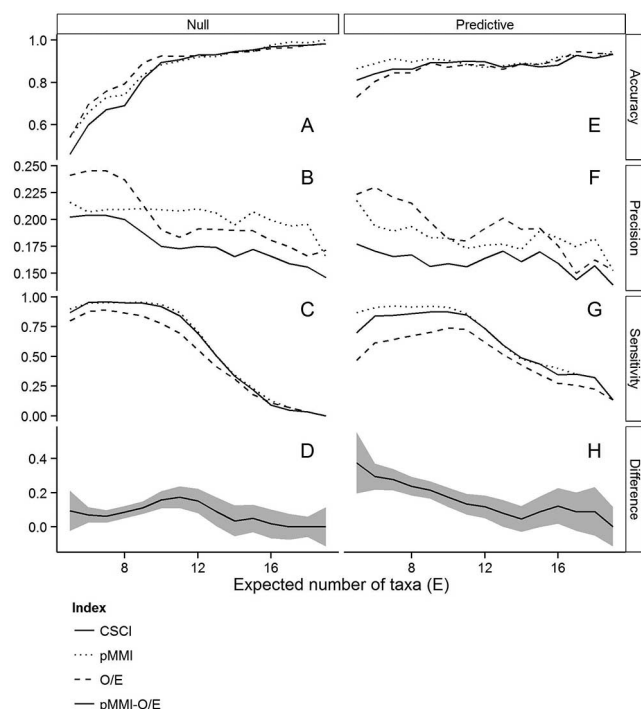 Null
Predictive
1.0
0.8
0.6
A
E
Accuracy
0.250
0.225
0.200
0.175
0.150
B
F
Precision
1.00
0.75
0.50
0.25
0.00
C
G
Sensitivity
0.4
0.2
0.0
D
H
Difference
8
12
16
8
12
16
Expected number of taxa (E)
Index
CSCI
pMMI
O/E
pMMI-O/E